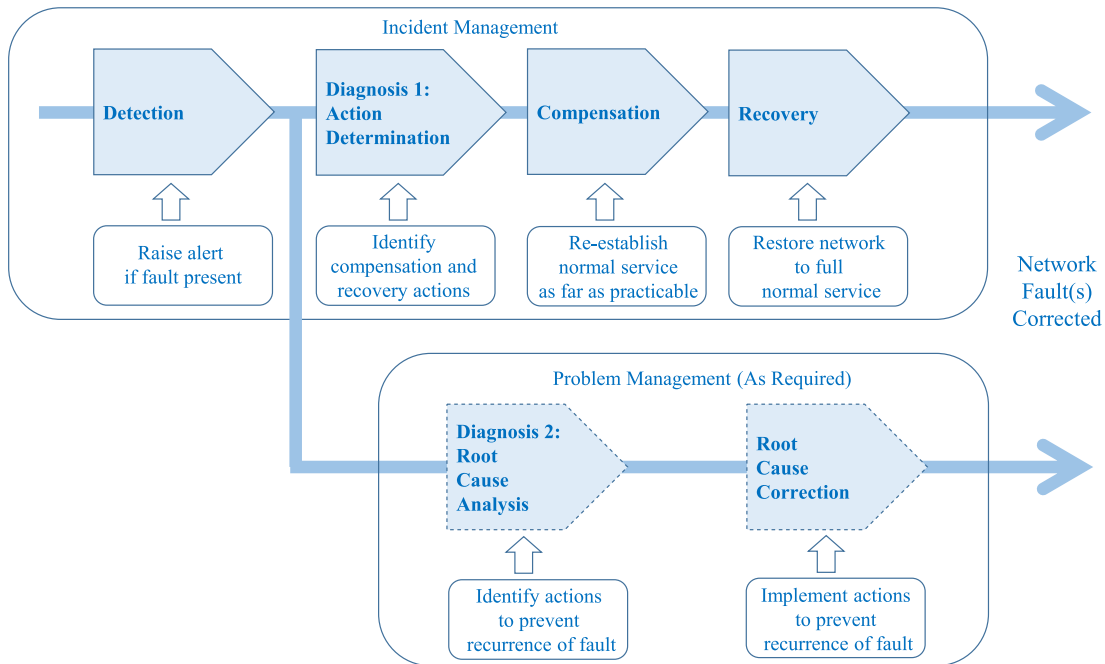 Incident Management
Detection
Diagnosis 1:
Action
Determination
Compensation
Recovery
Raise alert
if fault present
Identify
compensation and
recovery actions
Re-establish
normal service
as far as practicable
Restore network
to full
normal service
Network
Fault(s)
Corrected
Problem Management (As Required)
Diagnosis 2:
Root
Cause
Analysis
Root
Cause
Correction
Identify actions
to prevent
recurrence of fault
Implement actions
to prevent
recurrence of fault